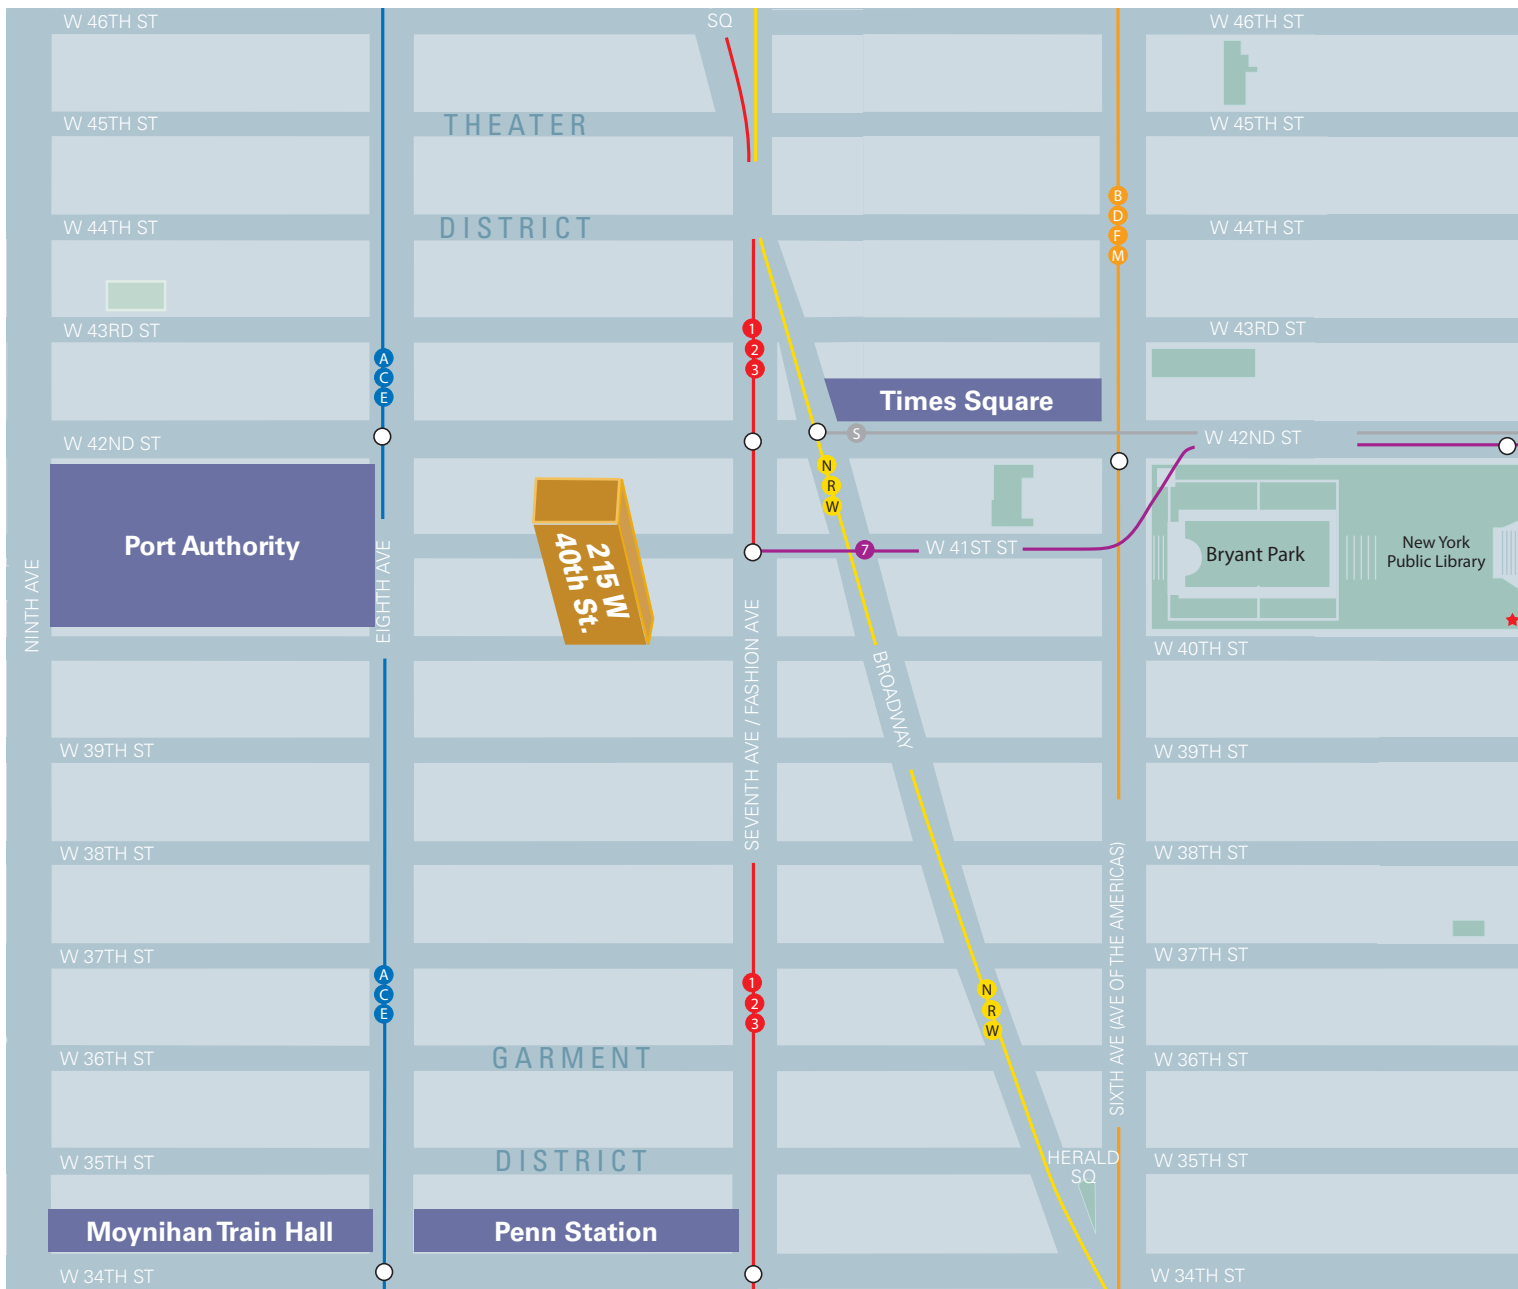 W 46TH ST
SQ
W 46TH ST
W 45TH ST
THEATER
W 45TH ST
B
D
F
M
W 44TH ST
DISTRICT
W 44TH ST
W 43RD ST
1
2
3
W 43RD ST
A
C
E
Times Square
W 42ND ST
S
W 42ND ST
N
R
W
Port Authority
215 W
40th St.
7
W 41ST ST
Bryant Park
New York
Public Library
NINTH AVE
EIGHTH AVE
SEVENTH AVE / FASHION AVE
BROADWAY
W 40TH ST
W 39TH ST
W 39TH ST
W 38TH ST
W 38TH ST
SIXTH AVE (AVE OF THE AMERICAS)
W 37TH ST
W 37TH ST
A
C
E
1
2
3
N
R
W
W 36TH ST
GARMENT
W 36TH ST
W 35TH ST
DISTRICT
HERALD
SQ
W 35TH ST
Moynihan Train Hall
Penn Station
W 34TH ST
W 34TH ST